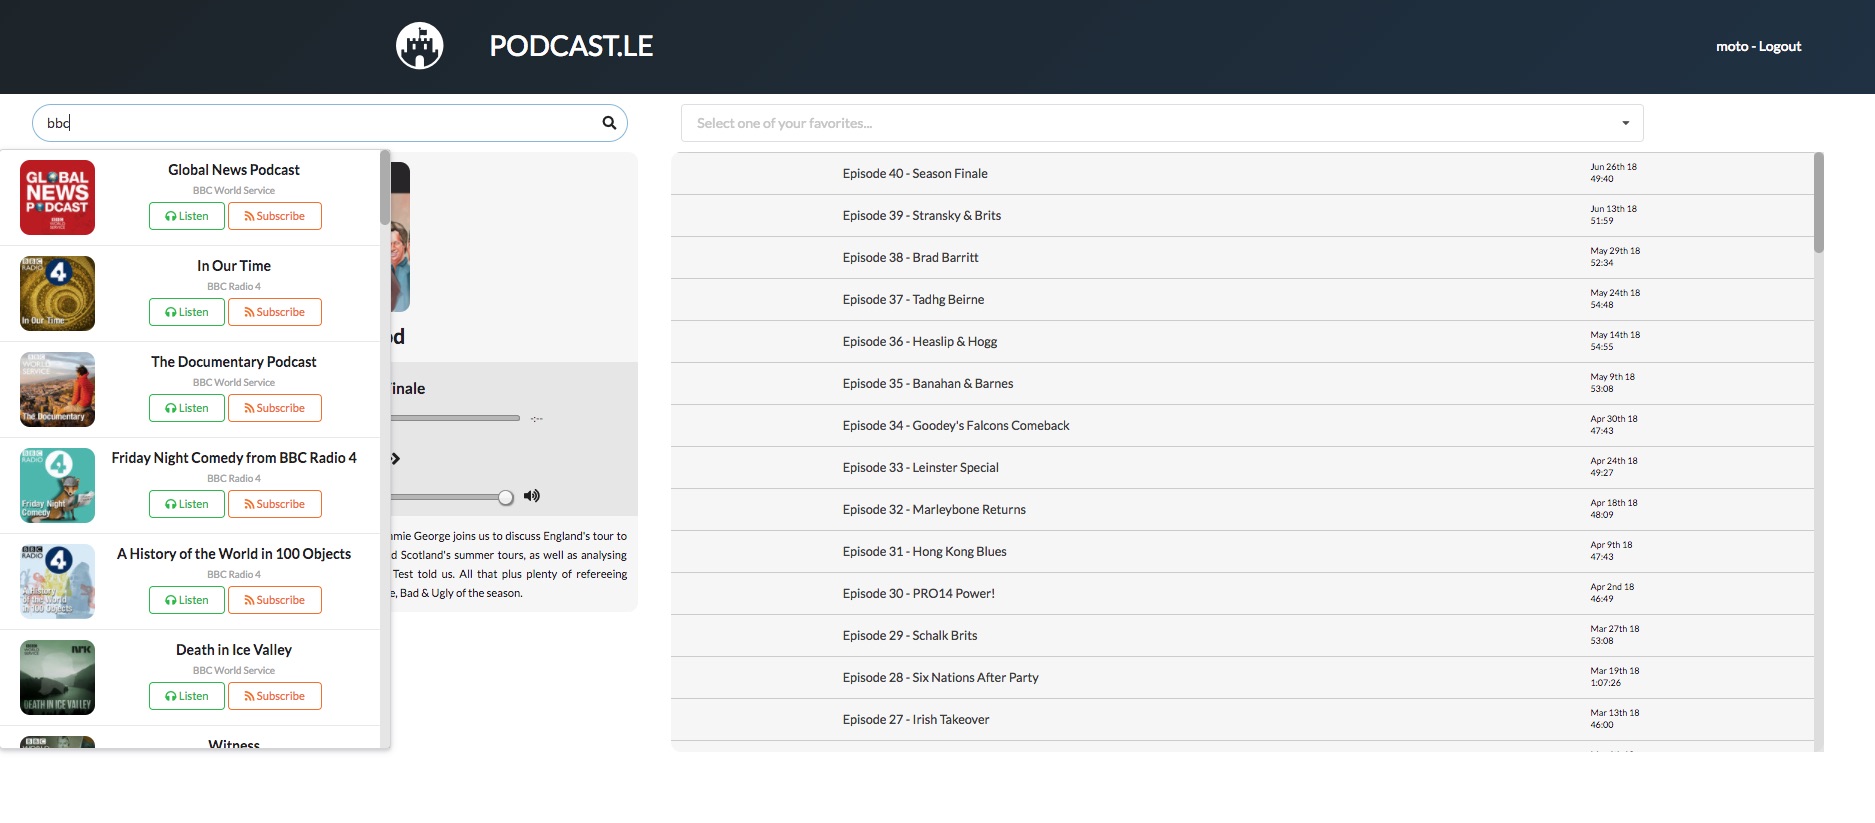 PODCAST.LE
moto - Logout
bbc
Select one of your favorites...
GLOBAL
NEWS
PODCAST
BBC
WORLD
SERVICE
Global News Podcast
BBC World Service
Listen
Subscribe
BBC
RADIO
4
In Our Time
In Our Time
BBC Radio 4
Listen
Subscribe
BBC
WORLD
SERVICE
The Documentary
The Documentary Podcast
BBC World Service
Listen
Subscribe
BBC
RADIO
4
Friday Night
Comedy
Friday Night Comedy from BBC Radio 4
BBC Radio 4
Listen
Subscribe
BBC
RADIO
4
A History
of the World
in 100 Objects
A History of the World in 100 Objects
BBC Radio 4
Listen
Subscribe
BBC
WORLD
SERVICE
NRK
DEATH IN ICE VALLEY
Death in Ice Valley
BBC World Service
Listen
Subscribe
BBC
Witness
od
inale
-:--
mie George joins us to discuss England's tour to
d Scotland's summer tours, as well as analysing
Test told us. All that plus plenty of refereeing
e, Bad & Ugly of the season.
Episode 40 - Season Finale
Jun 26th 18
49:40
Episode 39 - Stransky & Brits
Jun 13th 18
51:59
Episode 38 - Brad Barritt
May 29th 18
52:34
Episode 37 - Tadhg Beirne
May 24th 18
54:48
Episode 36 - Heaslip & Hogg
May 14th 18
54:55
Episode 35 - Banahan & Barnes
May 9th 18
53:08
Episode 34 - Goodey's Falcons Comeback
Apr 30th 18
47:43
Episode 33 - Leinster Special
Apr 24th 18
49:27
Episode 32 - Marleybone Returns
Apr 18th 18
48:09
Episode 31 - Hong Kong Blues
Apr 9th 18
47:43
Episode 30 - PRO14 Power!
Apr 2nd 18
46:49
Episode 29 - Schalk Brits
Mar 27th 18
53:08
Episode 28 - Six Nations After Party
Mar 19th 18
1:07:26
Episode 27 - Irish Takeover
Mar 13th 18
46:00